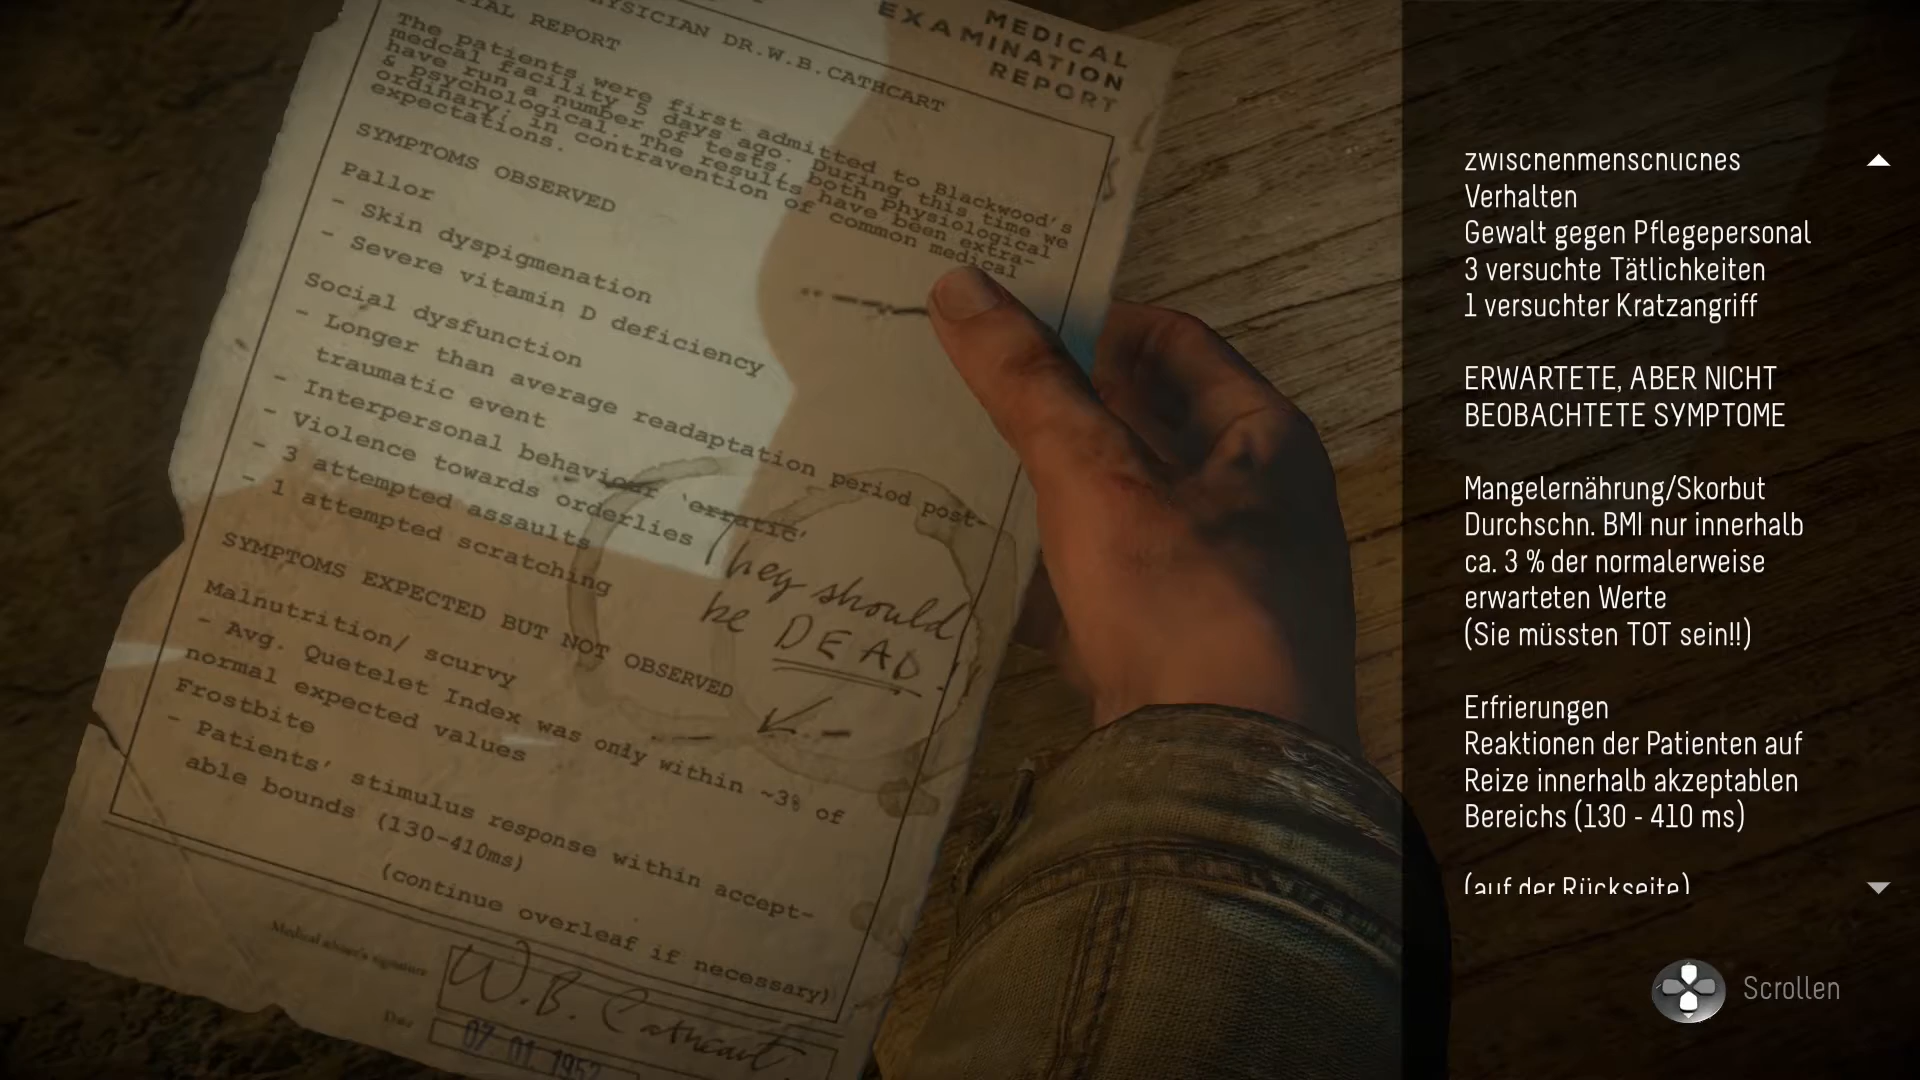 PHYSICIAN DR.W.B.CATHCART
MEDICAL
EXAMINATION
REPORT
REPORT
The patients were first admitted to Blackwood's
medcal facility 5 days ago. During this time we
have run a number of tests, both Physiological
& psychological. The results have been extra-
ordinary; in contravention of common medical
expectations.
SYMPTOMS OBSERVED
Pallor
- Skin dyspigmenation
- Severe vitamin D deficiency
Social dysfunction
- Longer than average readaptation period post-
traumatic event
- Interpersonal behaviour 'erratic'
- Violence towards orderlies
- 3 attempted assaults
- 1 attempted scratching
They should
be DEAD!!
SYMPTOMS EXPECTED BUT NOT OBSERVED
Malnutrition/ scurvy
- Avg. Quetelet Index was only within ~3% of
normal expected values
Frostbite
- Patients' stimulus response within accept-
able bounds (130-410ms)
(continue overleaf if necessary)
W.B. Cathcart
07 01 1952
zwischenmenschliches
Verhalten
Gewalt gegen Pflegepersonal
3 versuchte Tätlichkeiten
1 versuchter Kratzangriff
ERWARTETE, ABER NICHT
BEOBACHTETE SYMPTOME
Mangelernährung/Skorbut
Durchschn. BMI nur innerhalb
ca. 3 % der normalerweise
erwarteten Werte
(Sie müssten TOT sein!!)
Erfrierungen
Reaktionen der Patienten auf
Reize innerhalb akzeptablen
Bereichs (130 - 410 ms)
(auf der Rückseite)
Scrollen